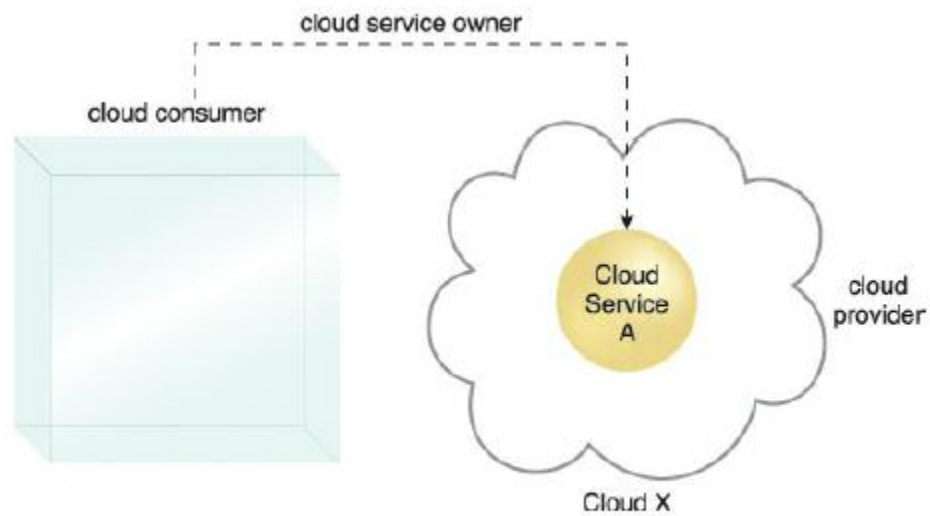 cloud service owner
cloud consumer
Cloud
Service
A
cloud
provider
Cloud X